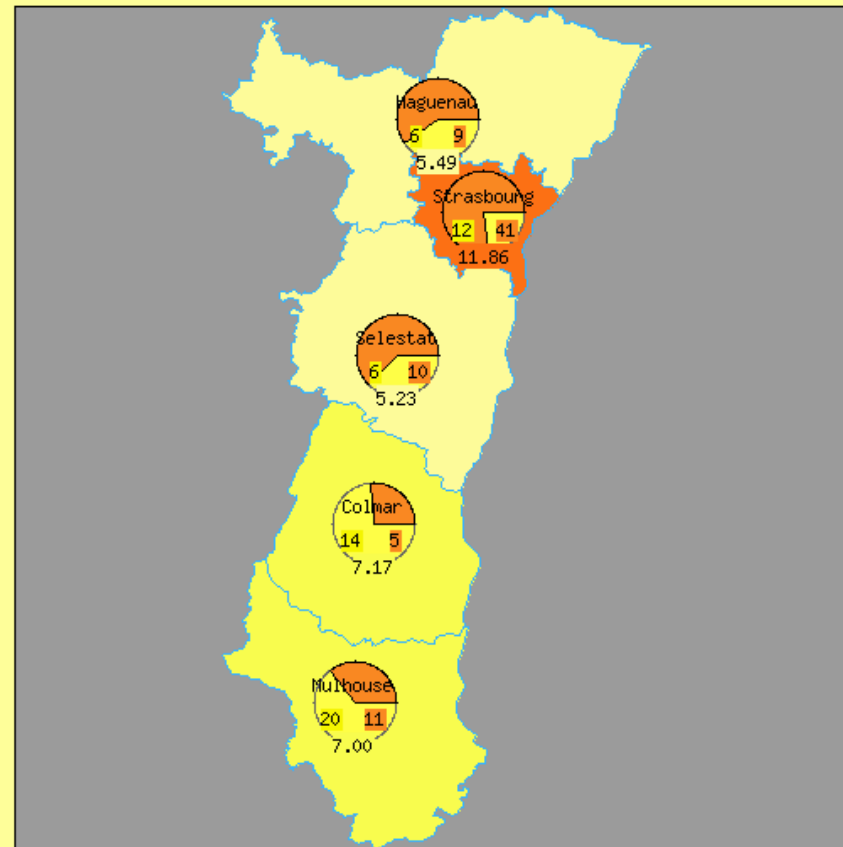 Haguenau
6 9
5.49
Strasbourg
12 41
11.86
Selestat
6 10
5.23
Colmar
14 5
7.17
Mulhouse
20 11
7.00